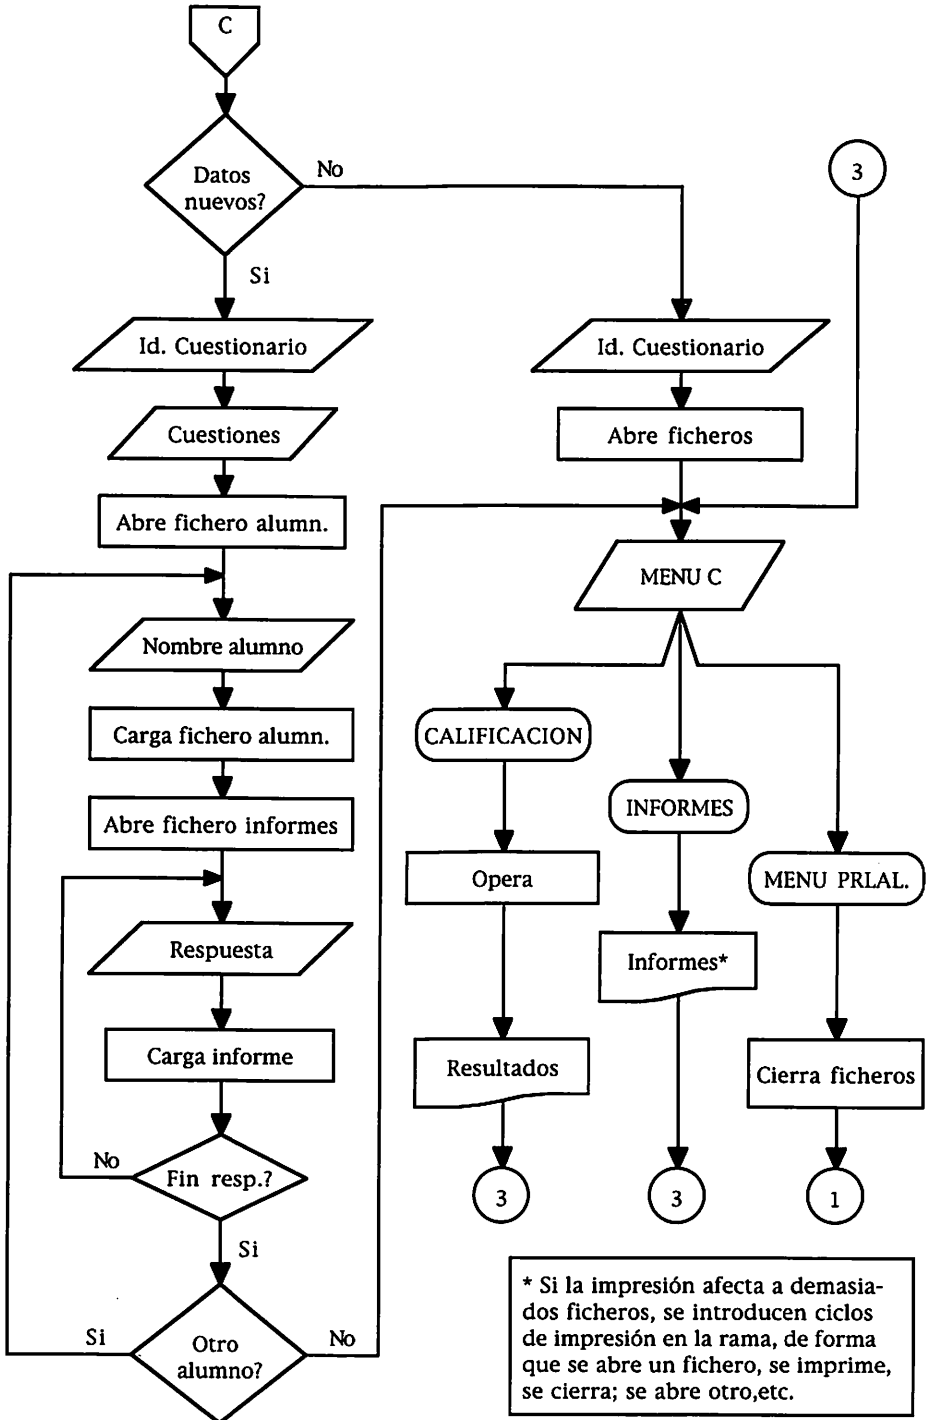 C
Datos
nuevos?
No
3
Si
Id. Cuestionario
Id. Cuestionario
Cuestiones
Abre ficheros
Abre fichero alumn.
MENU C
Nombre alumno
Carga fichero alumn.
CALIFICACION
INFORMES
Abre fichero informes
Opera
MENU PRLAL.
Respuesta
Informes*
Carga informe
Resultados
Cierra ficheros
No
Fin resp.?
3
3
1
Si
Si
Otro
alumno?
No
* Si la impresión afecta a demasia-
dos ficheros, se introducen ciclos
de impresión en la rama, de forma
que se abre un fichero, se imprime,
se cierra; se abre otro,etc.